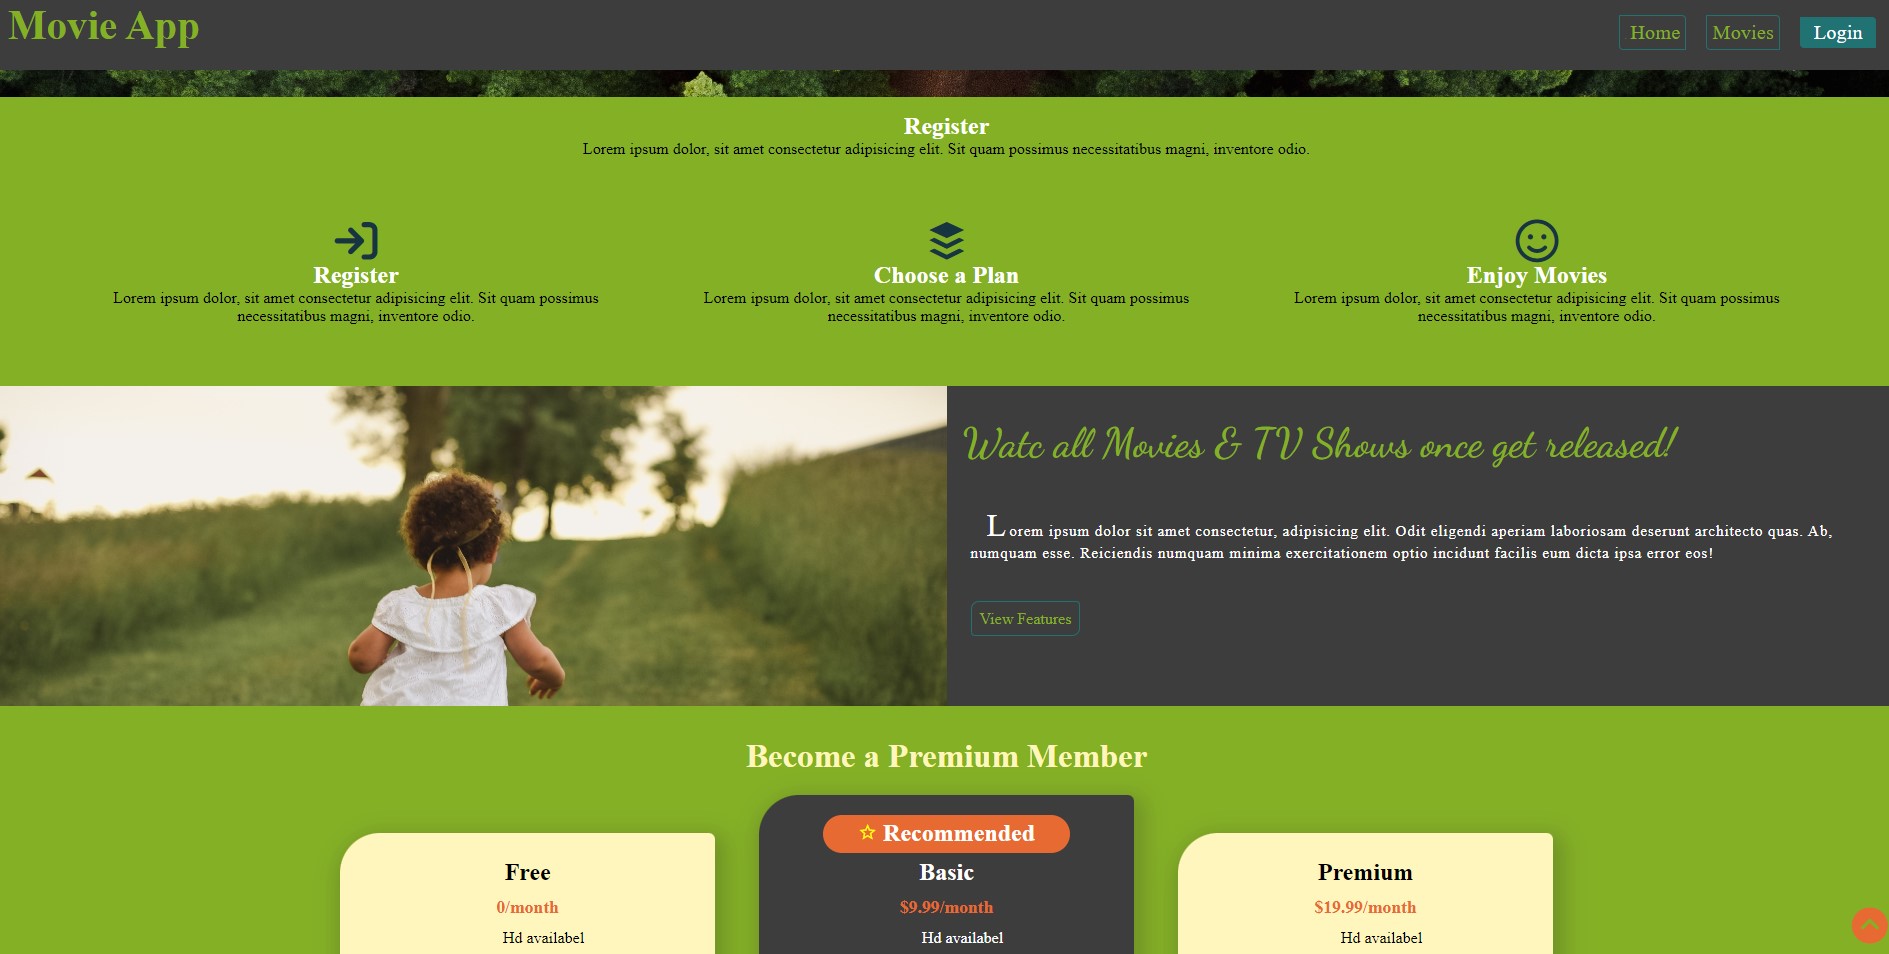 Movie App
Home Movies Login
Register
Lorem ipsum dolor, sit amet consectetur adipisicing elit. Sit quam possimus necessitatibus magni, inventore odio.
Register
Lorem ipsum dolor, sit amet consectetur adipisicing elit. Sit quam possimus
necessitatibus magni, inventore odio.
Choose a Plan
Lorem ipsum dolor, sit amet consectetur adipisicing elit. Sit quam possimus
necessitatibus magni, inventore odio.
Enjoy Movies
Lorem ipsum dolor, sit amet consectetur adipisicing elit. Sit quam possimus
necessitatibus magni, inventore odio.
Watc all Movies & TV Shows once get released!
Lorem ipsum dolor sit amet consectetur, adipisicing elit. Odit eligendi aperiam laboriosam deserunt architecto quas. Ab,
numquam esse. Reiciendis numquam minima exercitationem optio incidunt facilis eum dicta ipsa error eos!
View Features
Become a Premium Member
Free
0/month
Hd availabel
Recommended
Basic
$9.99/month
Hd availabel
Premium
$19.99/month
Hd availabel